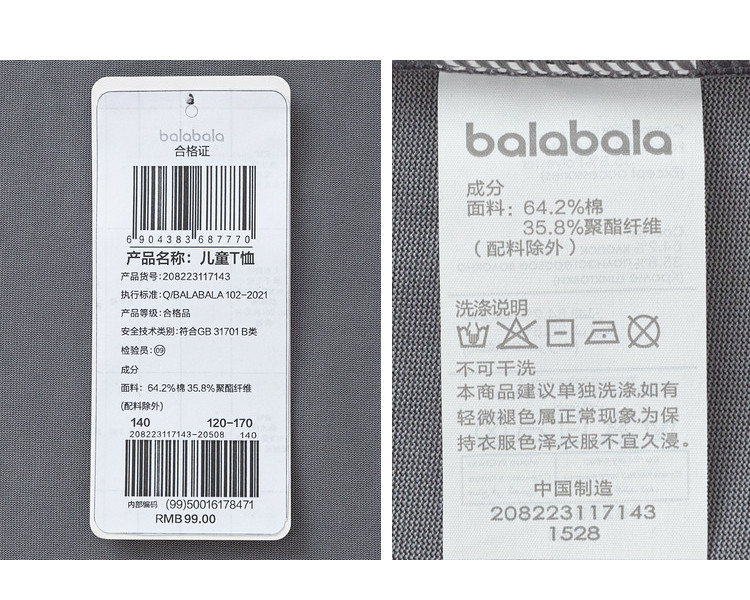 balabala
合格证
6 904383 687770
产品名称：儿童T恤
产品货号：208223117143
执行标准：Q/BALABALA 102-2021
产品等级：合格品
安全技术类别：符合GB 31701 B类
检验员：09
成分
面料：64.2%棉 35.8%聚酯纤维
(配料除外)
140 120-170
208223117143-20508 140
内部编码 (99)50016178471
RMB 99.00
balabala
成分
面料：64.2%棉
35.8%聚酯纤维
（配料除外）
洗涤说明
不可干洗
本商品建议单独洗涤,如有
轻微褪色属正常现象,为保
持衣服色泽,衣服不宜久浸。
中国制造
208223117143
1528